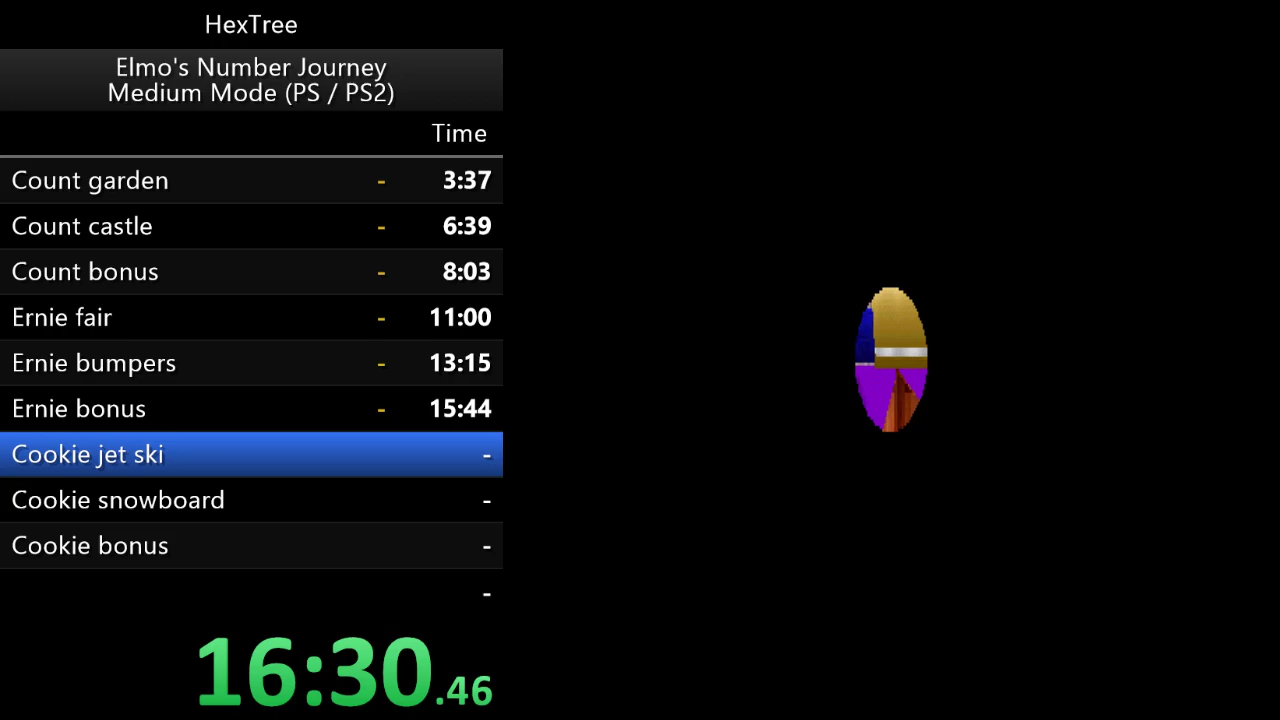 HexTree
Elmo's Number Journey
Medium Mode (PS / PS2)
Time
Count garden - 3:37
Count castle - 6:39
Count bonus - 8:03
Ernie fair - 11:00
Ernie bumpers - 13:15
Ernie bonus - 15:44
Cookie jet ski -
Cookie snowboard -
Cookie bonus -
-
16:30.46